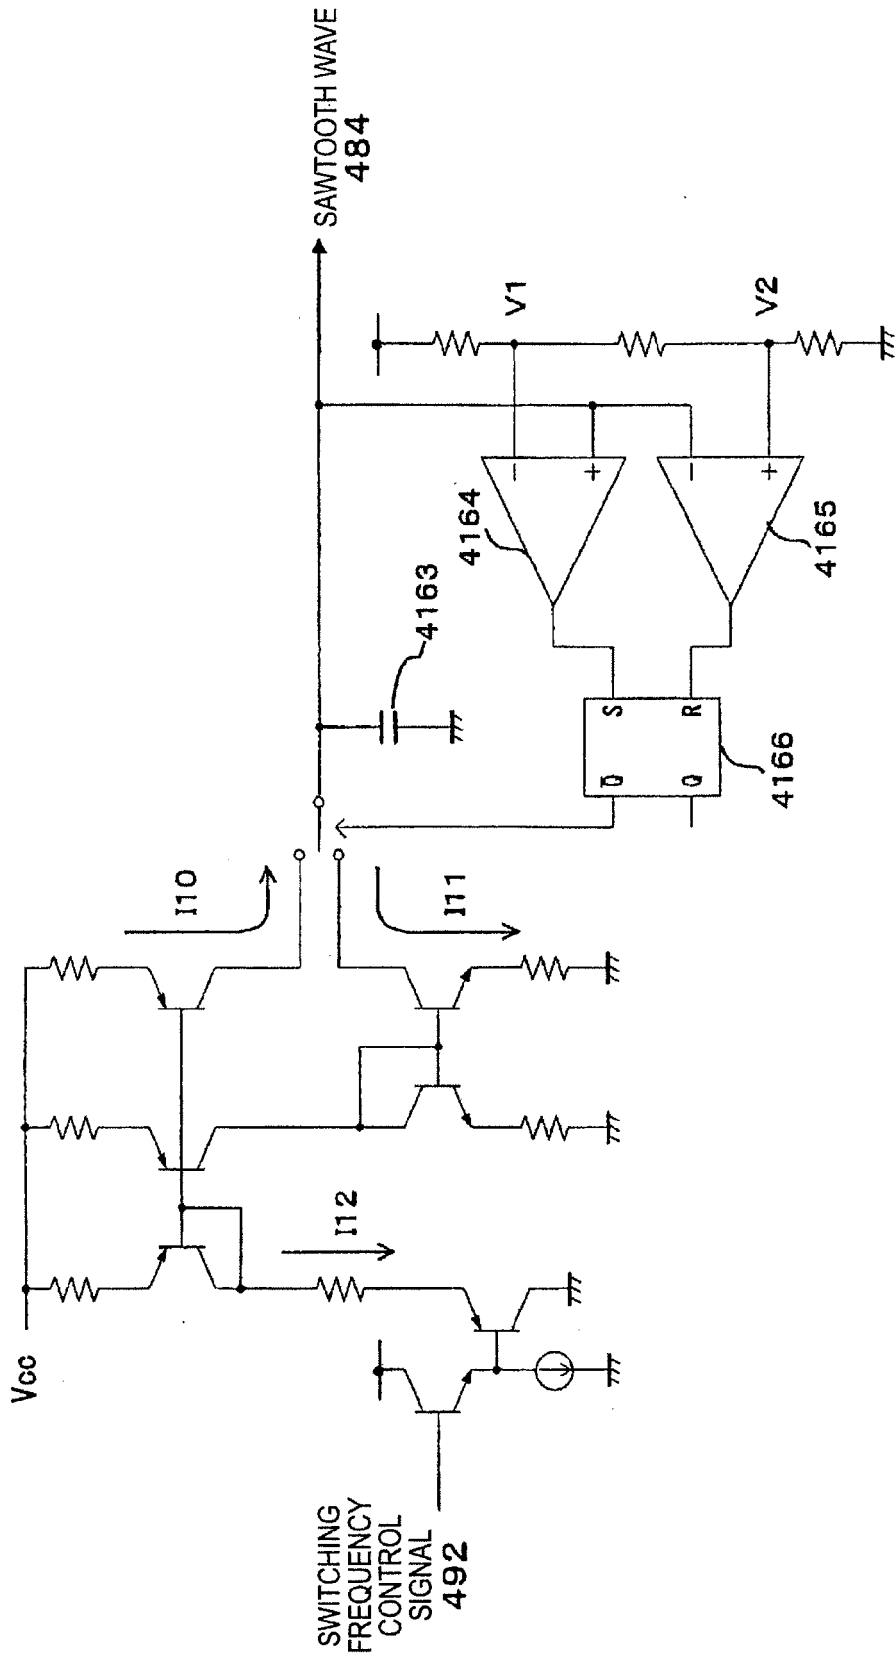 Vcc
SWITCHING
FREQUENCY
CONTROL
SIGNAL
492
I12
I10
I11
SAWTOOTH WAVE
484
4163
4164
4165
4166
V1
V2
−
+
−
+
Q̅
S
Q
R